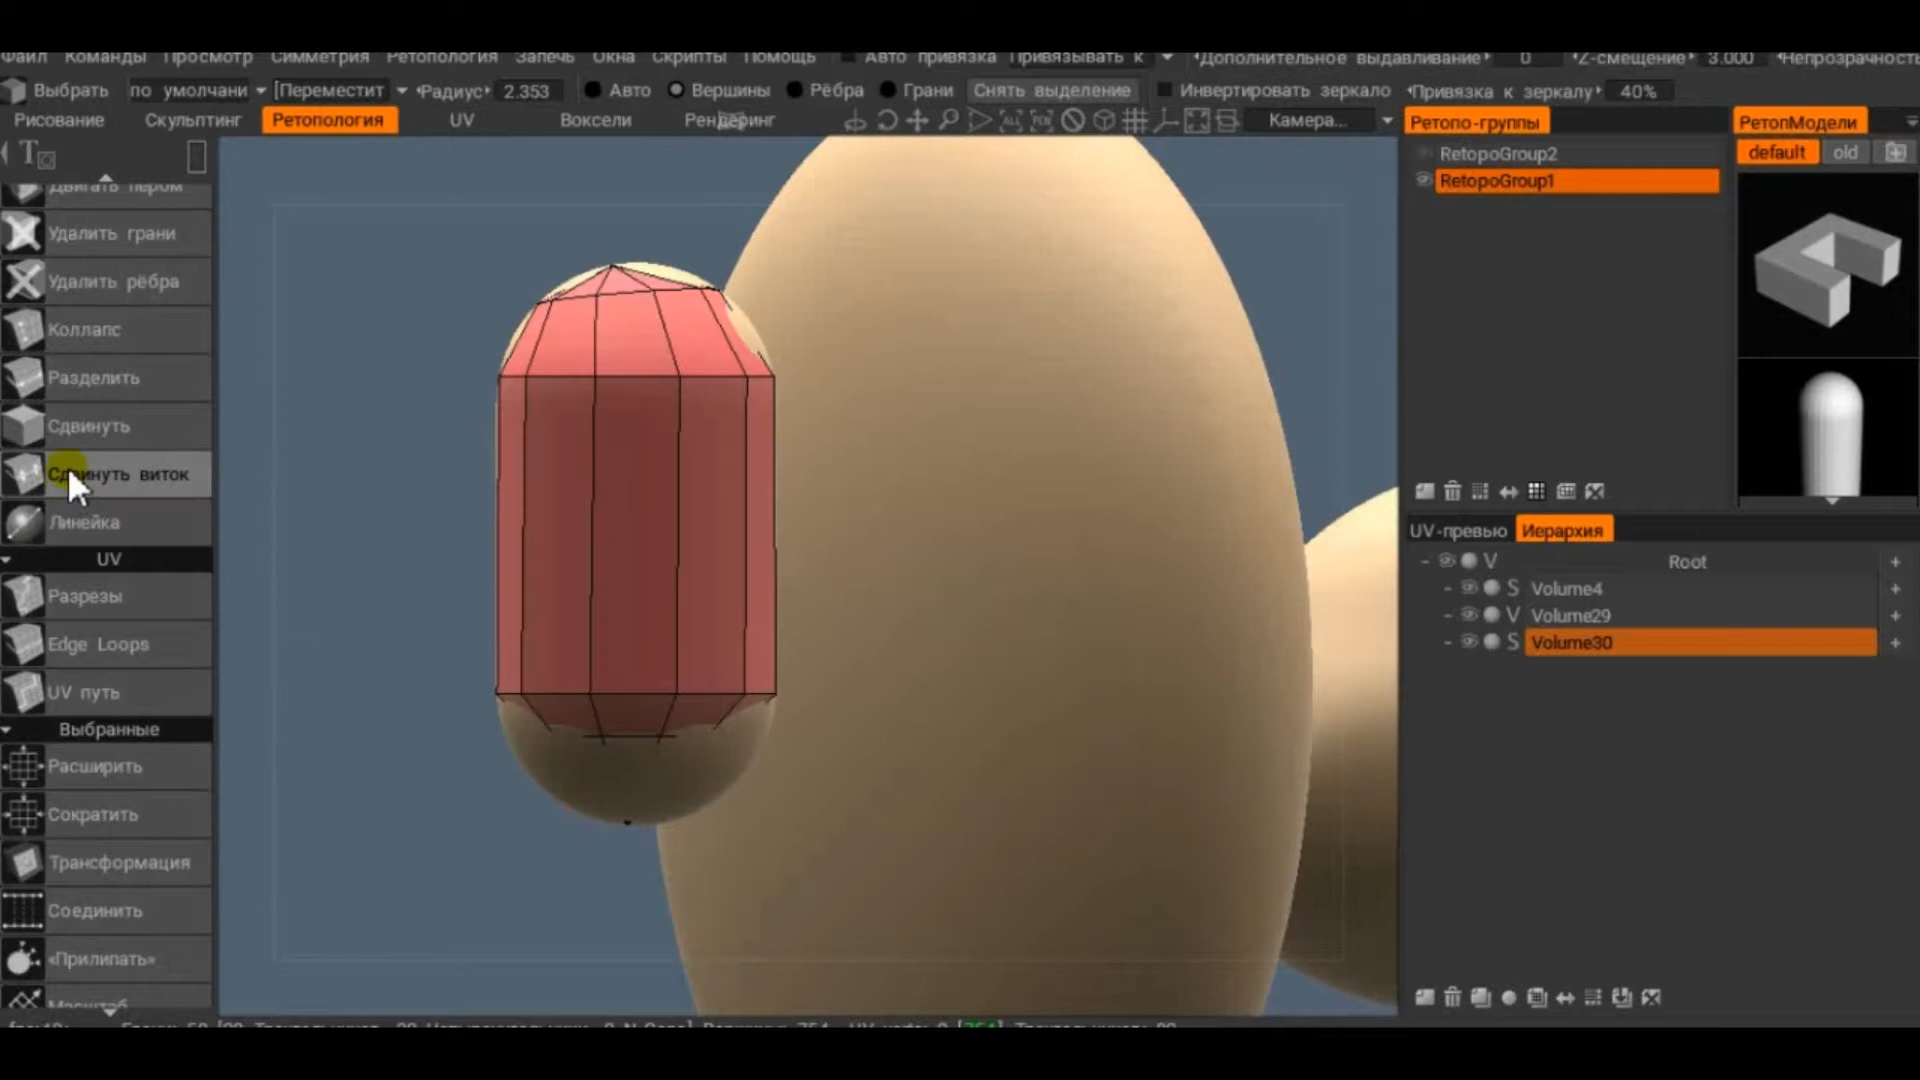 Файл Команды Просмотр Симметрия Ретопология Запечь Окна Скрипты Помощь Авто привязка Привязывать к Дополнительное выдавливание 0 Z-смещение 3.000 Непрозрачность
Выбрать по умолчани [Переместит Радиус 2.353 Авто Вершины Рёбра Грани Снять выделение Инвертировать зеркало Привязка к зеркалу 40%
Рисование Скульптинг Ретопология UV Воксели Рендеринг Камера... Ретопо-группы РетопМодели
default old
RetopoGroup2
RetopoGroup1
Двигать пером
Удалить грани
Удалить рёбра
Коллапс
Разделить
Сдвинуть
Сдвинуть виток
Линейка
UV
Разрезы
Edge Loops
UV путь
Выбранные
Расширить
Сократить
Трансформация
Соединить
«Прилипать»
Масштаб
UV-превью Иерархия
V Root +
S Volume4 +
V Volume29 +
S Volume30 +